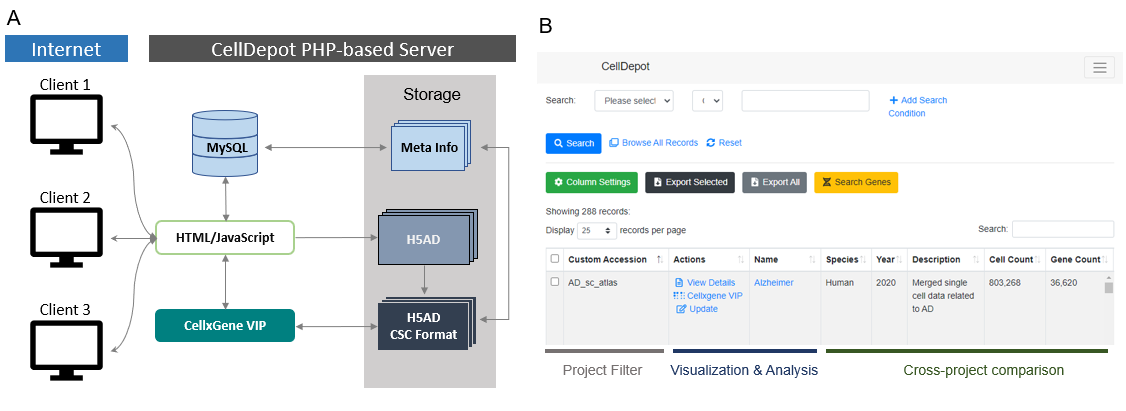 A
Internet
CellDepot PHP-based Server
Client 1
Client 2
Client 3
MySQL
HTML/JavaScript
CellxGene VIP
Storage
Meta Info
H5AD
H5AD
CSC Format
B
CellDepot
Search:
Add Search
Condition
Search
Browse All Records
Reset
Column Settings
Export Selected
Export All
Search Genes
Showing 288 records:
Display 25 records per page
Search:
Custom Accession Actions Name Species Year Description Cell Count Gene Count
AD_sc_atlas View Details Alzheimer Human 2020 Merged single 803,268 36,620
Cellxgene VIP cell data related
Update to AD
Project Filter
Visualization & Analysis
Cross-project comparison